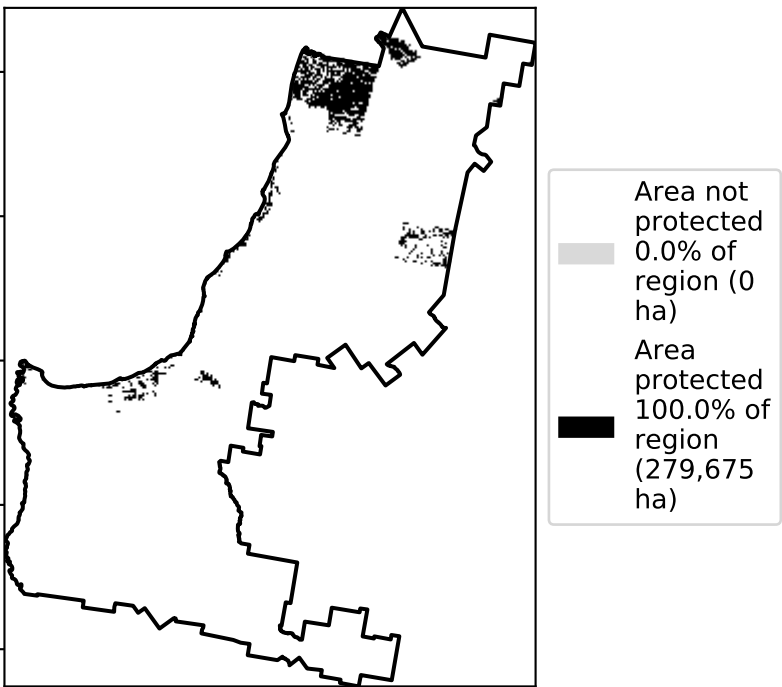 Area not
protected
0.0% of
region (0
ha)
Area
protected
100.0% of
region
(279,675
ha)